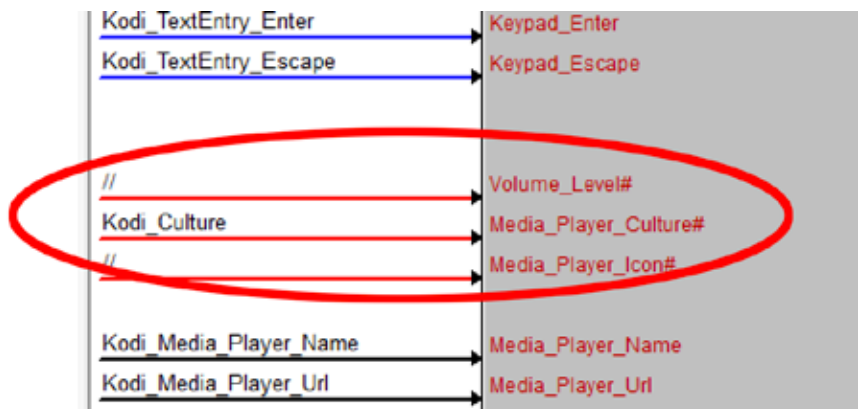 Kodi_TextEntry_Enter Keypad_Enter
Kodi_TextEntry_Escape Keypad_Escape
// Volume_Level#
Kodi_Culture Media_Player_Culture#
// Media_Player_Icon#
Kodi_Media_Player_Name Media_Player_Name
Kodi_Media_Player_Url Media_Player_Url